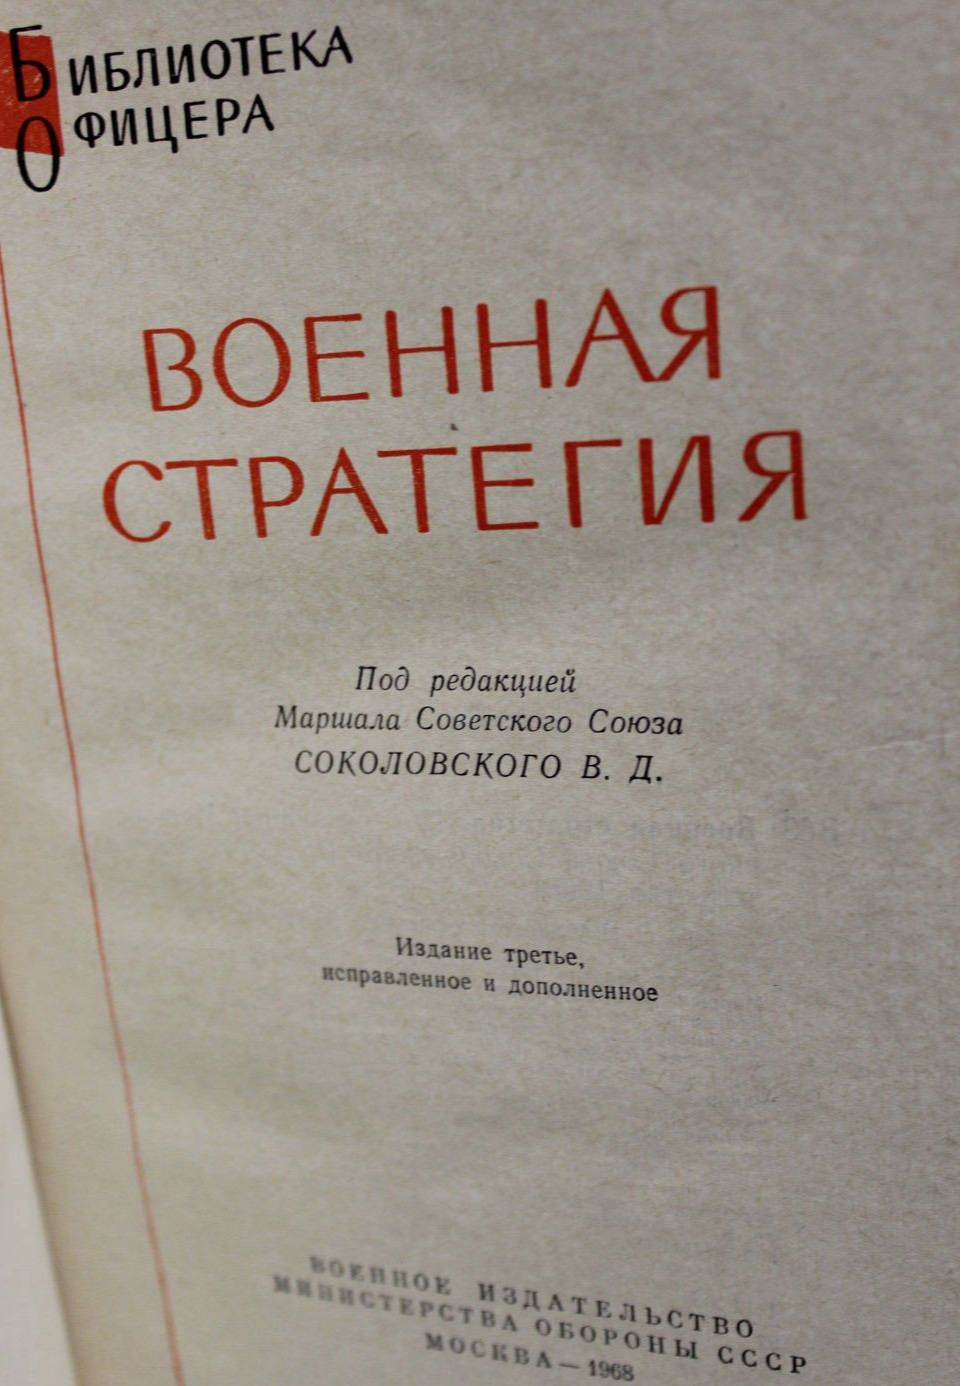 БИБЛИОТЕКА
ОФИЦЕРА
ВОЕННАЯ
СТРАТЕГИЯ
Под редакцией
Маршала Советского Союза
СОКОЛОВСКОГО В. Д.
Издание третье,
исправленное и дополненное
ВОЕННОЕ ИЗДАТЕЛЬСТВО
МИНИСТЕРСТВА ОБОРОНЫ СССР
МОСКВА — 1968